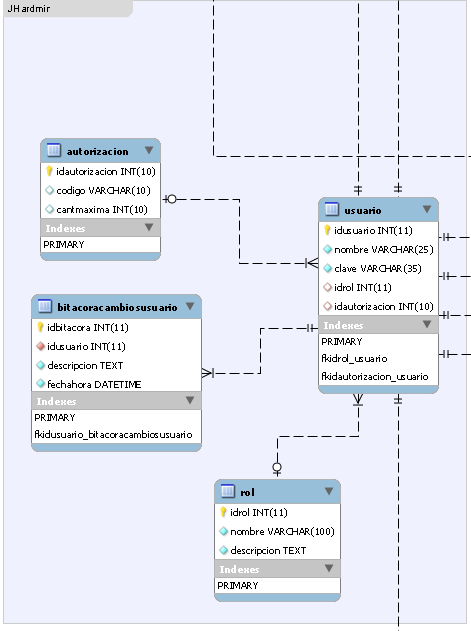 JHardmir
autorizacion
idautorizacion INT(10)
codigo VARCHAR(10)
cantmaxima INT(10)
Indexes
PRIMARY
usuario
idusuario INT(11)
nombre VARCHAR(25)
clave VARCHAR(35)
idrol INT(11)
idautorizacion INT(10)
Indexes
PRIMARY
fkidrol_usuario
fkidautorizacion_usuario
bitacoracambiosusuario
idbitacora INT(11)
idusuario INT(11)
descripcion TEXT
fechahora DATETIME
Indexes
PRIMARY
fkidusuario_bitacoracambiosusuario
rol
idrol INT(11)
nombre VARCHAR(100)
descripcion TEXT
Indexes
PRIMARY